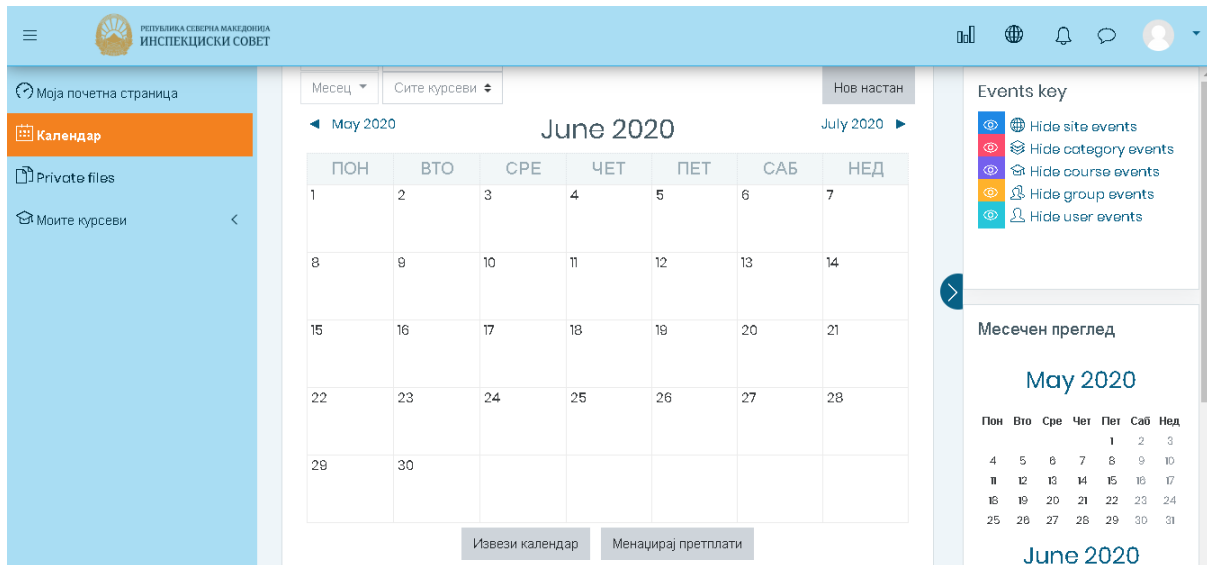 РЕПУБЛИКА СЕВЕРНА МАКЕДОНИЈА
ИНСПЕКЦИСКИ СОВЕТ
Моја почетна страница
Календар
Private files
Моите курсеви
Месец
Сите курсеви
Нов настан
May 2020
June 2020
July 2020
ПОН ВТО СРЕ ЧЕТ ПЕТ САБ НЕД
1 2 3 4 5 6 7
8 9 10 11 12 13 14
15 16 17 18 19 20 21
22 23 24 25 26 27 28
29 30
Извези календар
Менаџирај претплати
Events key
Hide site events
Hide category events
Hide course events
Hide group events
Hide user events
Месечен преглед
May 2020
Пон Вто Сре Чет Пет Саб Нед
1 2 3
4 5 6 7 8 9 10
11 12 13 14 15 16 17
18 19 20 21 22 23 24
25 26 27 28 29 30 31
June 2020